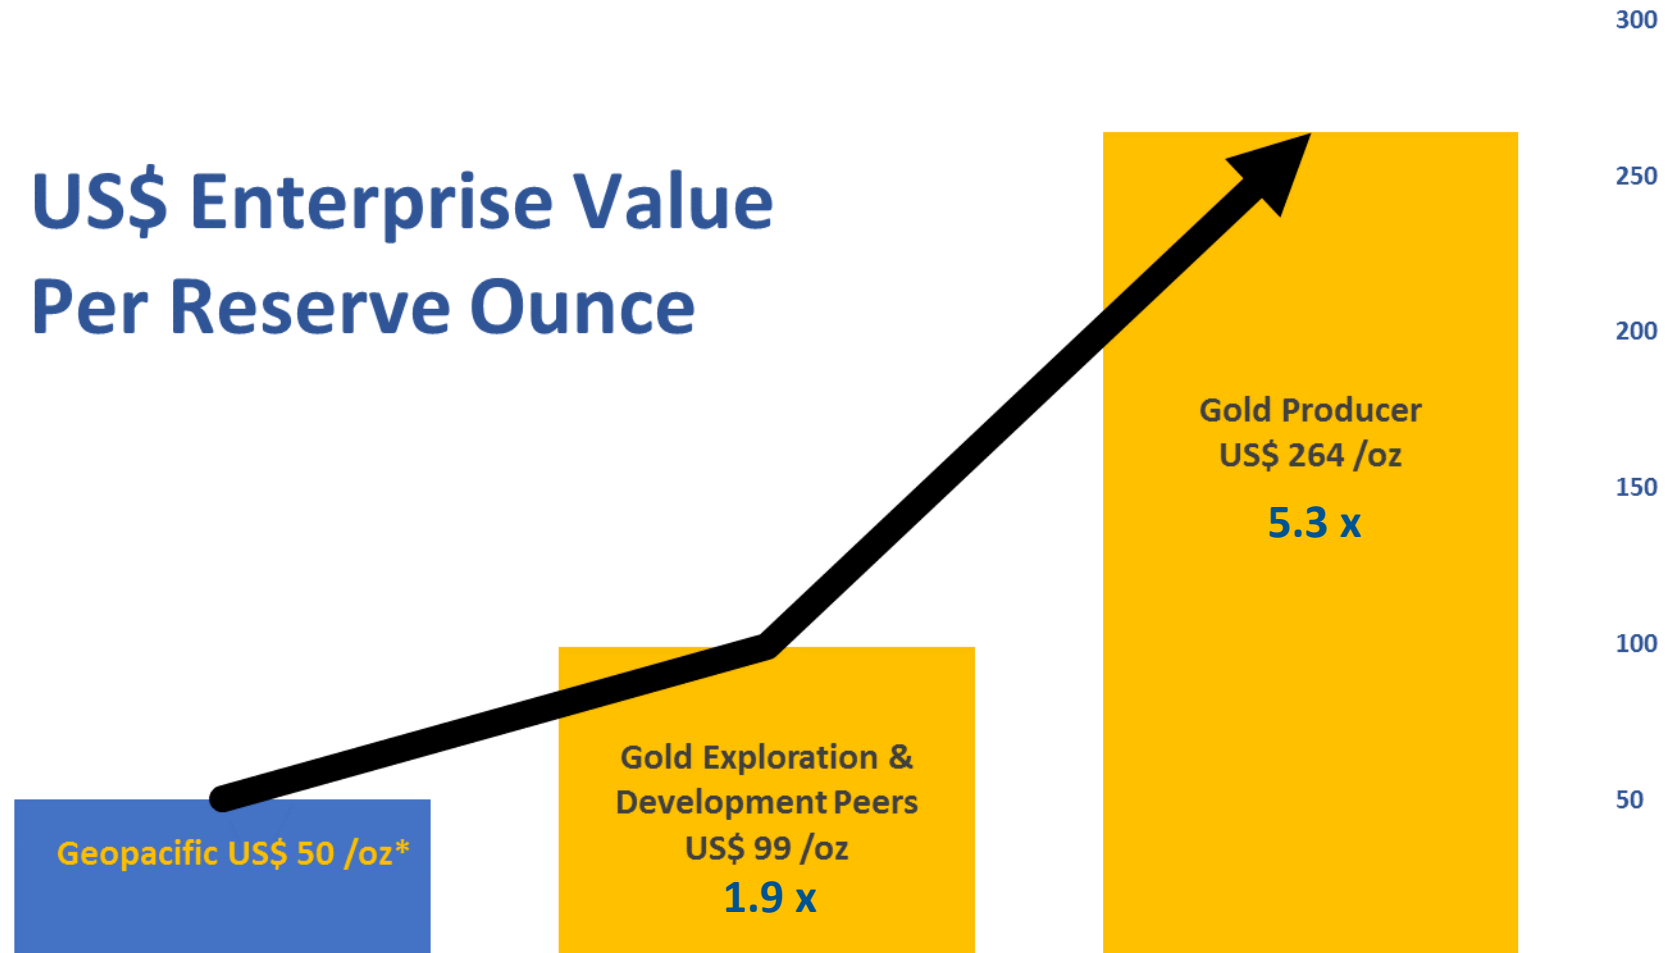 US$ Enterprise Value
Per Reserve Ounce
Geopacific US$ 50 /oz*
Gold Exploration &
Development Peers
US$ 99 /oz
1.9 x
Gold Producer
US$ 264 /oz
5.3 x
300
250
200
150
100
50